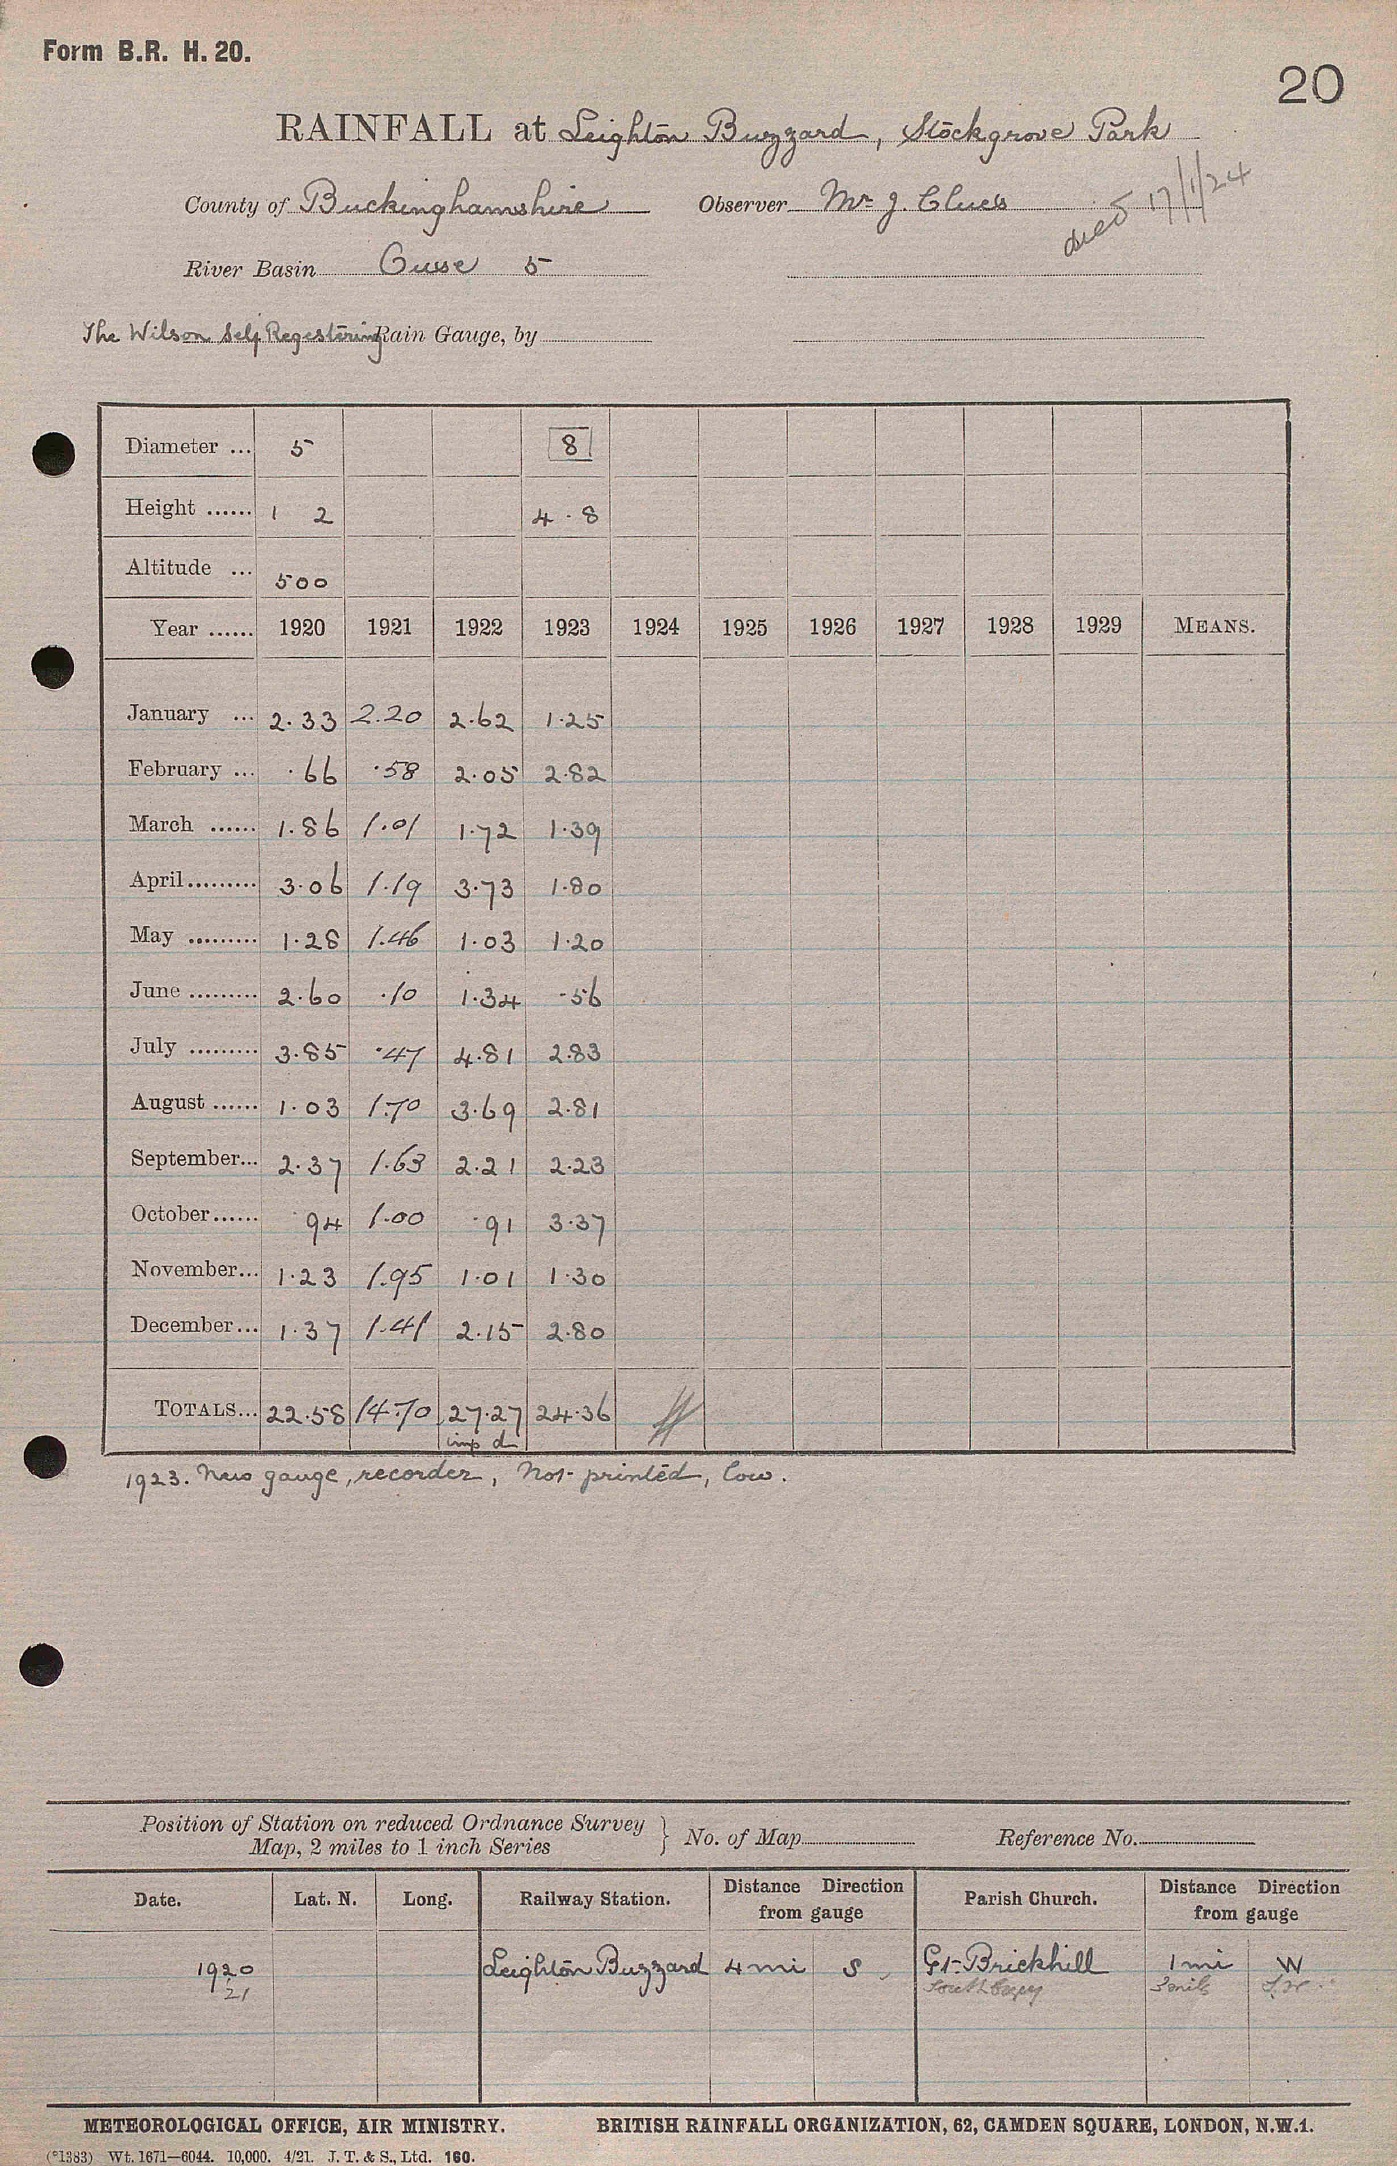 Form B.R. H. 20.
20
RAINFALL at Leighton Buzzard, Stockgrove Park
County of Buckinghamshire Observer Mr J. Clues died 17/1/24
River Basin Ouse 5
The Wilson Self Regestering Rain Gauge, by
Diameter ... 5 8
Height ...... 1 2 4 · 8
Altitude ... 500
Year ...... 1920 1921 1922 1923 1924 1925 1926 1927 1928 1929 MEANS.
January ... 2.33 2.20 2.62 1.25
February ... .66 .58 2.05 2.82
March ...... 1.86 1.01 1.72 1.39
April ......... 3.06 1.19 3.73 1.80
May ......... 1.28 1.46 1.03 1.20
June ......... 2.60 .10 1.34 .56
July ......... 3.85 .47 4.81 2.83
August ...... 1.03 1.70 3.69 2.81
September... 2.37 1.63 2.21 2.23
October...... .94 1.00 .91 3.37
November... 1.23 1.95 1.01 1.30
December... 1.37 1.41 2.15 2.80
TOTALS... 22.58 14.70 27.27 24.36
imp d
1923. New gauge, recorder, Not printed, low.
Position of Station on reduced Ordnance Survey
Map, 2 miles to 1 inch Series } No. of Map Reference No.
Date. Lat. N. Long. Railway Station. Distance Direction from gauge Parish Church. Distance Direction from gauge
1920 Leighton Buzzard 4 mi S Gt Brickhill 1 mi W
21 3 mils
METEOROLOGICAL OFFICE, AIR MINISTRY. BRITISH RAINFALL ORGANIZATION, 62, CAMDEN SQUARE, LONDON, N.W.1.
(*1383) Wt. 1671—6044. 10,000. 4/21. J. T. & S., Ltd. 160.